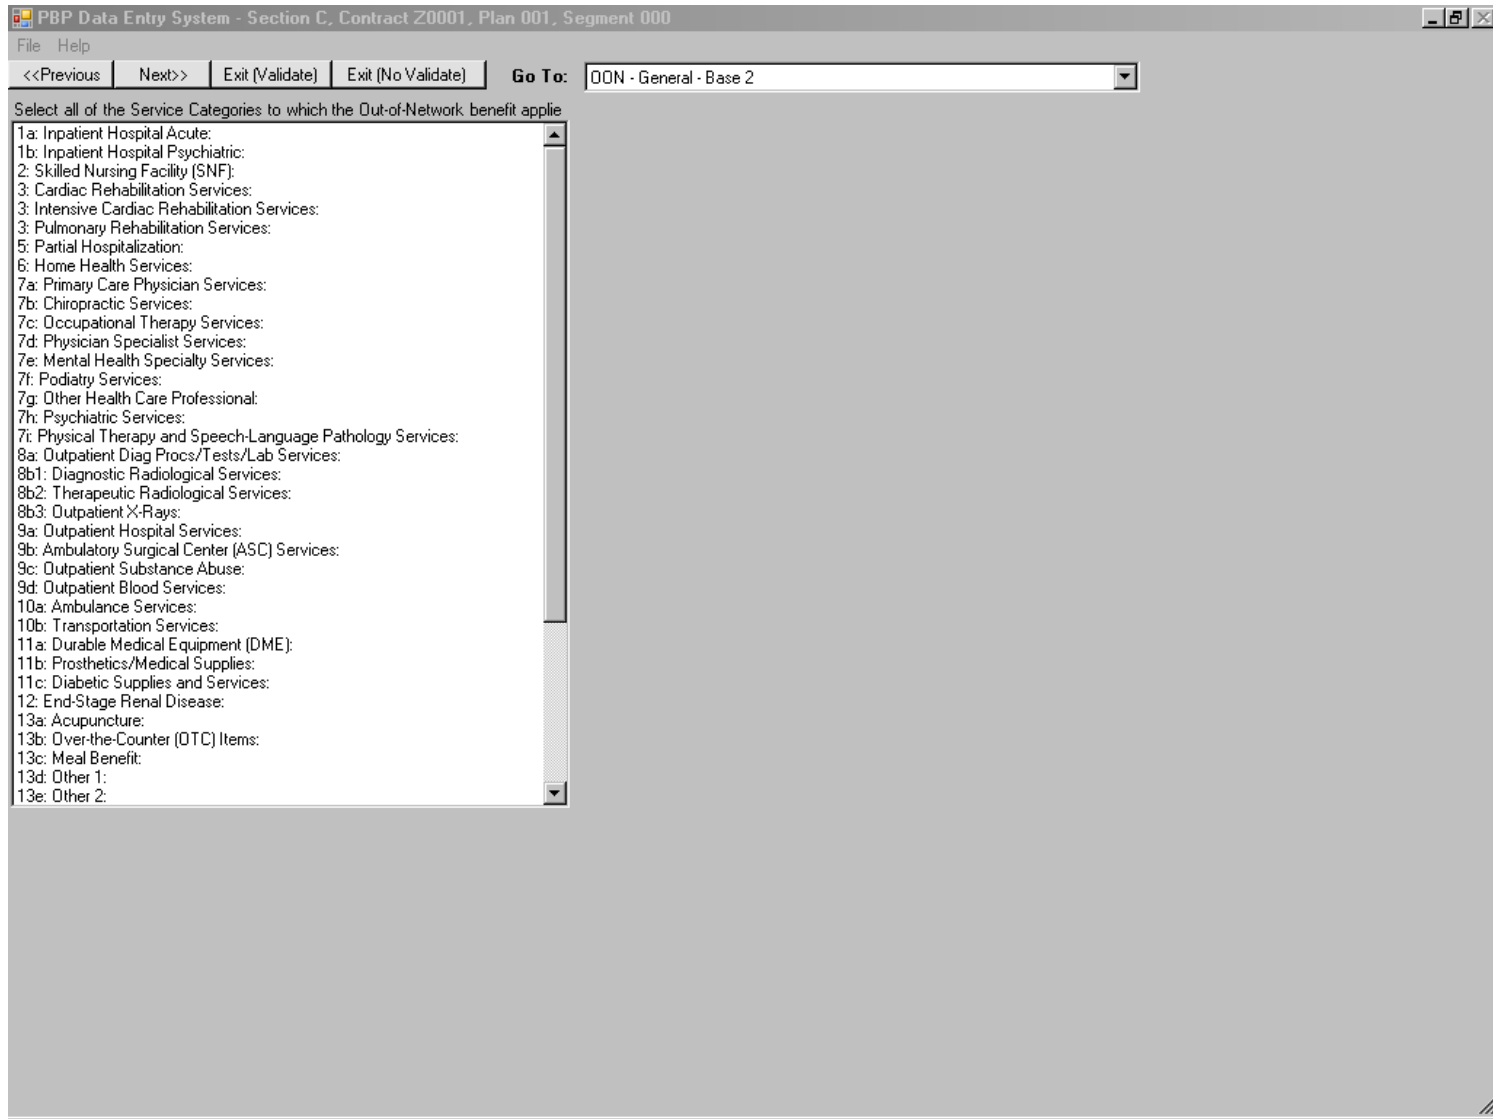 PBP Data Entry System - Section C, Contract Z0001, Plan 001, Segment 000
File Help
<<Previous Next>> Exit (Validate) Exit (No Validate) Go To: OON - General - Base 2
Select all of the Service Categories to which the Out-of-Network benefit applie
1a: Inpatient Hospital Acute:
1b: Inpatient Hospital Psychiatric:
2: Skilled Nursing Facility (SNF):
3: Cardiac Rehabilitation Services:
3: Intensive Cardiac Rehabilitation Services:
3: Pulmonary Rehabilitation Services:
5: Partial Hospitalization:
6: Home Health Services:
7a: Primary Care Physician Services:
7b: Chiropractic Services:
7c: Occupational Therapy Services:
7d: Physician Specialist Services:
7e: Mental Health Specialty Services:
7f: Podiatry Services:
7g: Other Health Care Professional:
7h: Psychiatric Services:
7i: Physical Therapy and Speech-Language Pathology Services:
8a: Outpatient Diag Procs/Tests/Lab Services:
8b1: Diagnostic Radiological Services:
8b2: Therapeutic Radiological Services:
8b3: Outpatient X-Rays:
9a: Outpatient Hospital Services:
9b: Ambulatory Surgical Center (ASC) Services:
9c: Outpatient Substance Abuse:
9d: Outpatient Blood Services:
10a: Ambulance Services:
10b: Transportation Services:
11a: Durable Medical Equipment (DME):
11b: Prosthetics/Medical Supplies:
11c: Diabetic Supplies and Services:
12: End-Stage Renal Disease:
13a: Acupuncture:
13b: Over-the-Counter (OTC) Items:
13c: Meal Benefit:
13d: Other 1:
13e: Other 2: